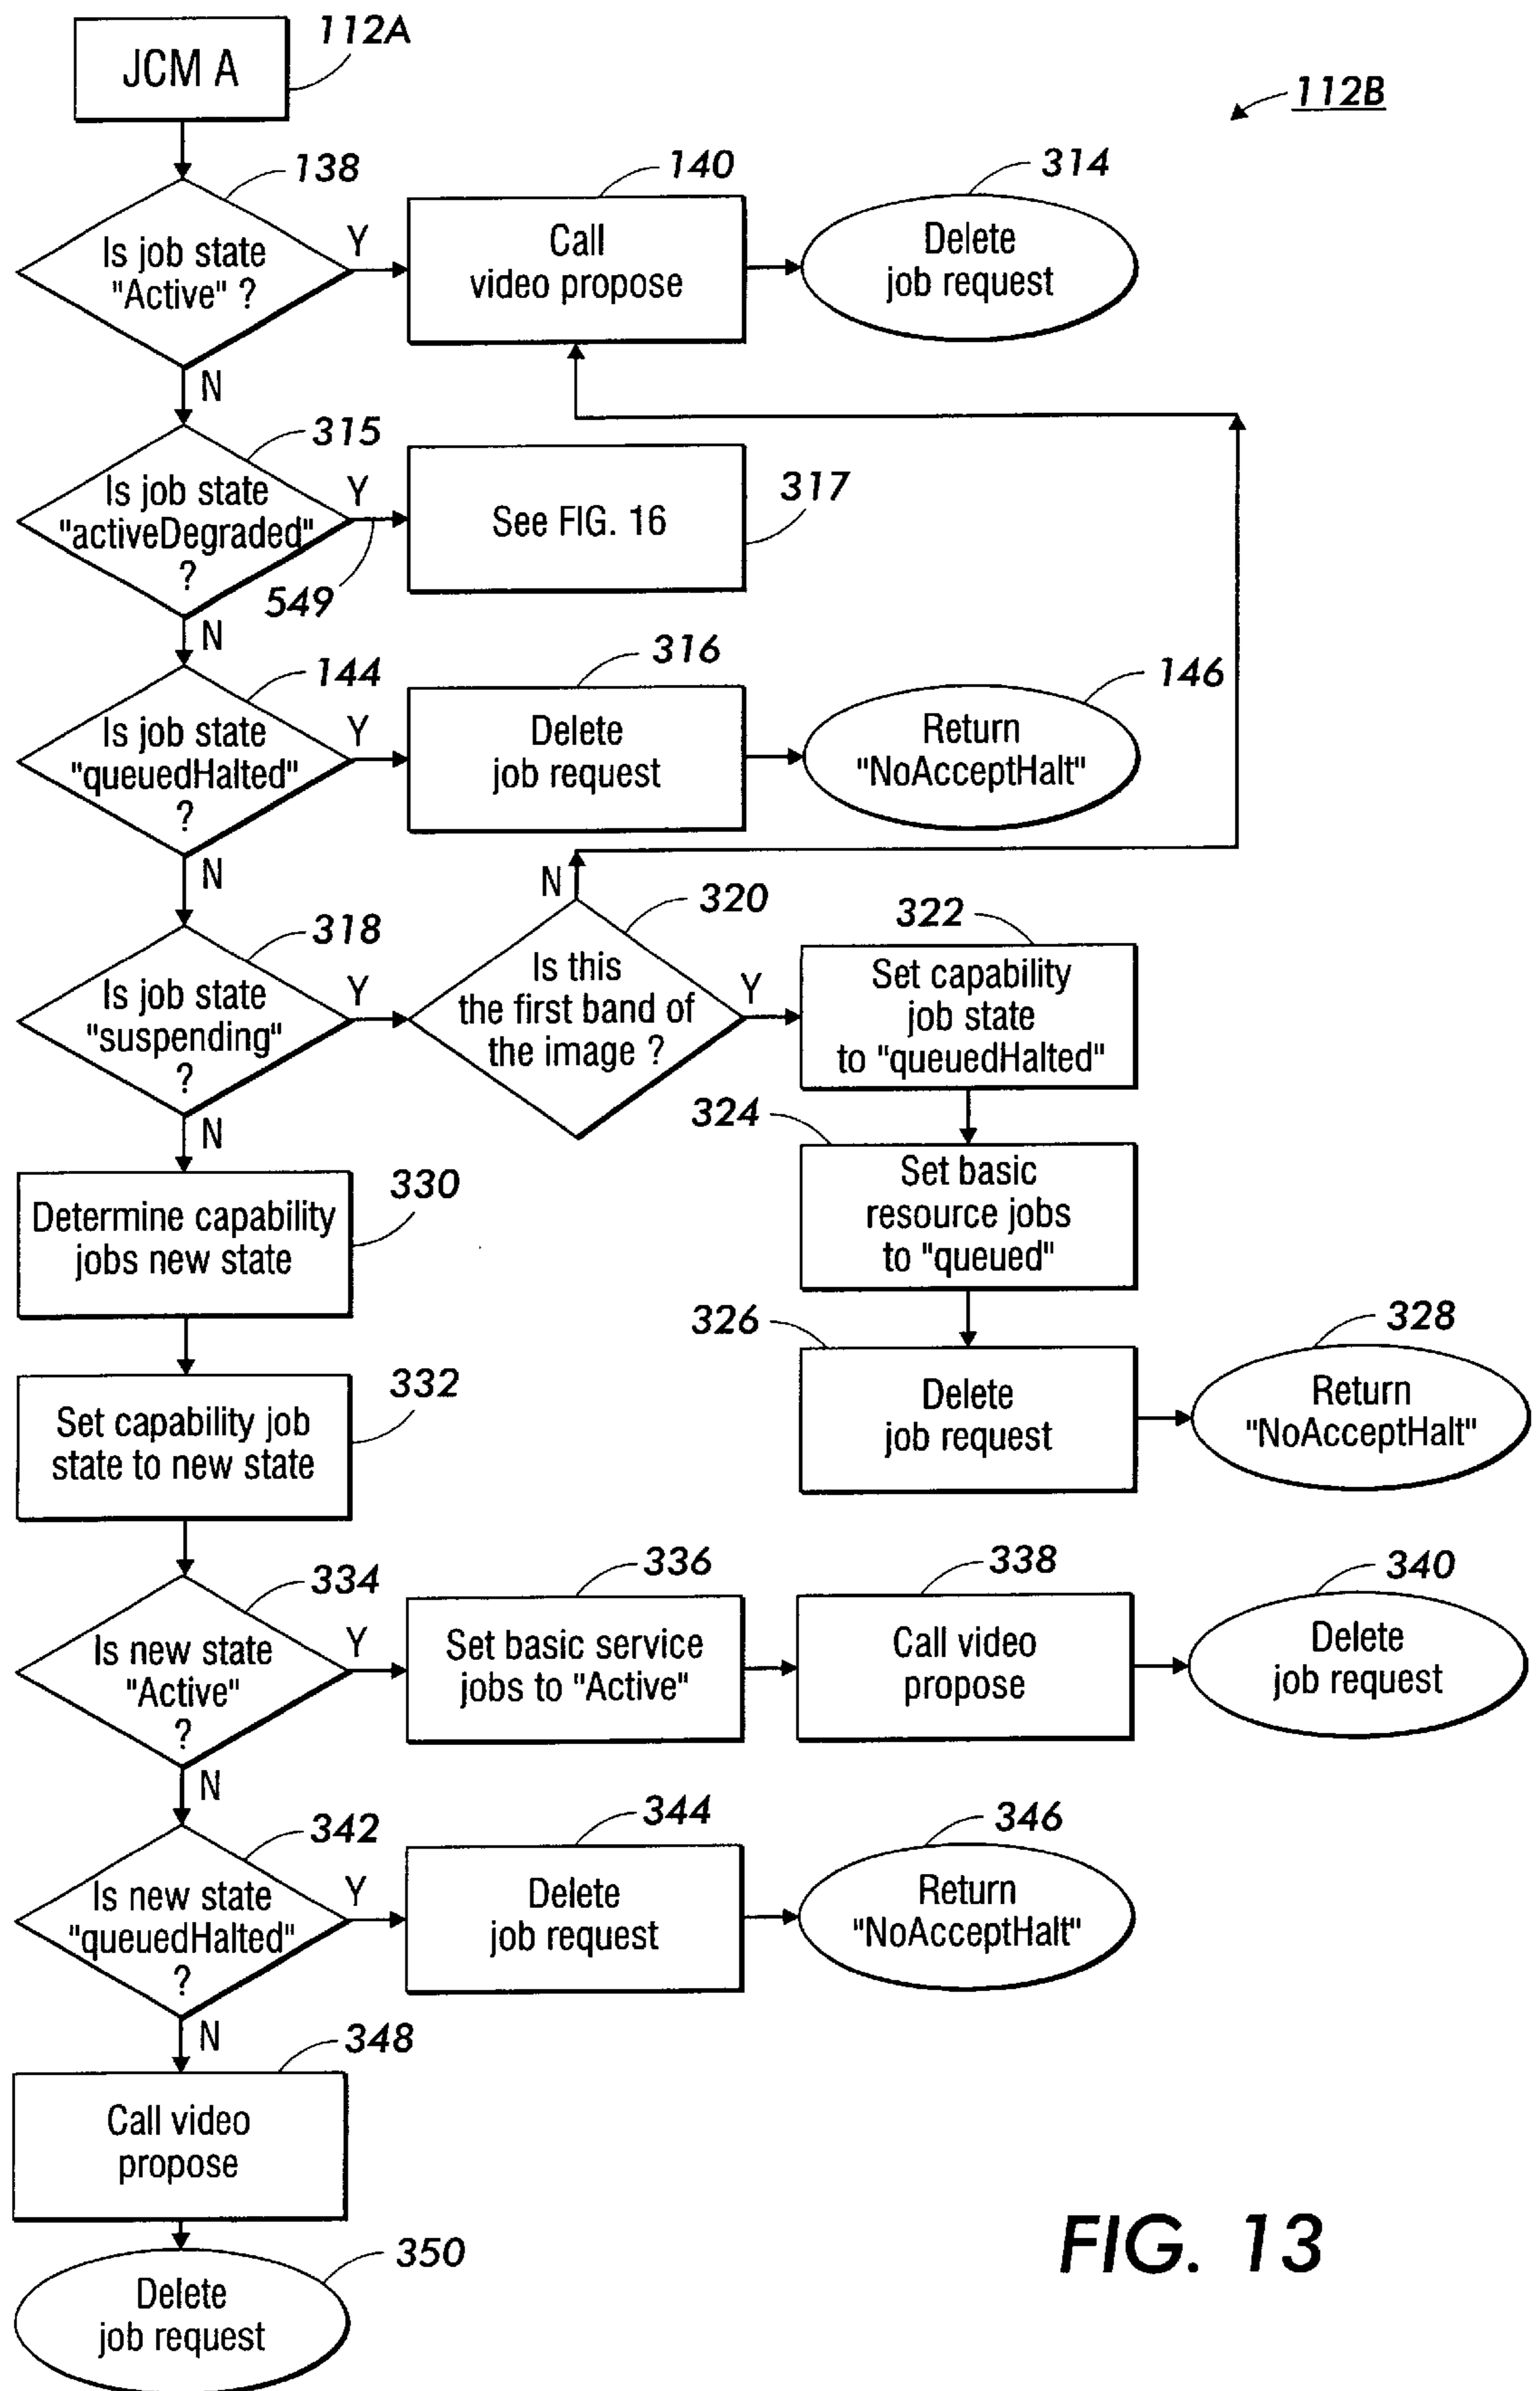 JCM A
112A
112B
138
Is job state
"Active" ?
Y
N
140
Call
video propose
314
Delete
job request
315
Is job state
"activeDegraded"
?
Y
549
N
See FIG. 16
317
144
Is job state
"queuedHalted"
?
Y
N
316
Delete
job request
146
Return
"NoAcceptHalt"
318
Is job state
"suspending"
?
Y
N
320
N
Is this
the first band of
the image ?
Y
322
Set capability
job state
to "queuedHalted"
324
Set basic
resource jobs
to "queued"
326
Delete
job request
328
Return
"NoAcceptHalt"
330
Determine capability
jobs new state
332
Set capability job
state to new state
334
Is new state
"Active"
?
Y
N
336
Set basic service
jobs to "Active"
338
Call video
propose
340
Delete
job request
342
Is new state
"queuedHalted"
?
Y
N
344
Delete
job request
346
Return
"NoAcceptHalt"
348
Call video
propose
350
Delete
job request
FIG. 13